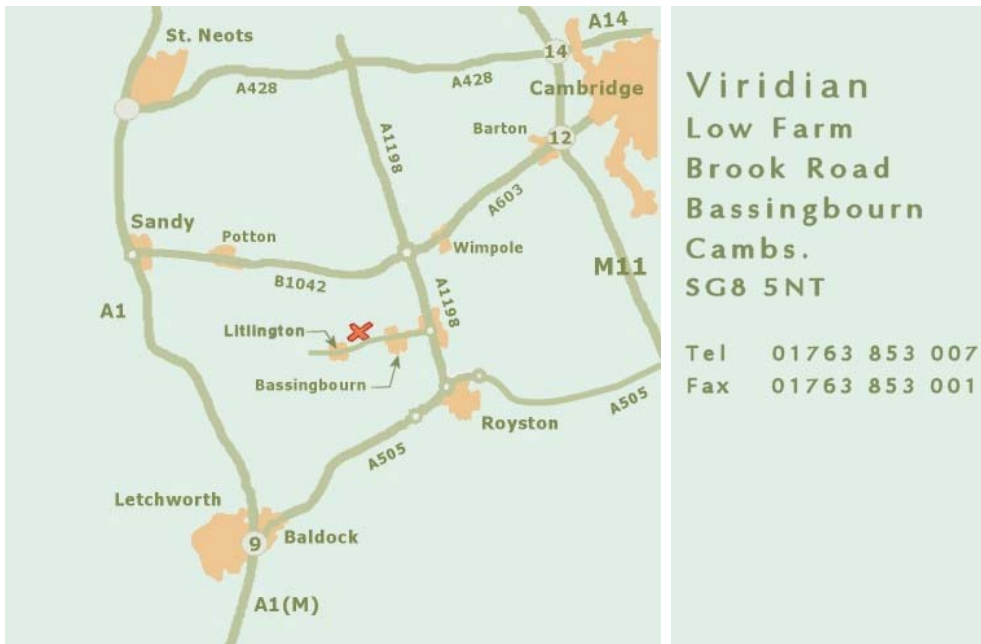 St. Neots
A14
14
A428
A428
Cambridge
Barton
12
A1198
A603
Sandy
Potton
Wimpole
B1042
M11
A1198
A1
Litlington
Bassingbourn
A505
Royston
A505
Letchworth
9
Baldock
A1(M)
Viridian
Low Farm
Brook Road
Bassingbourn
Cambs.
SG8 5NT
Tel 01763 853 007
Fax 01763 853 001